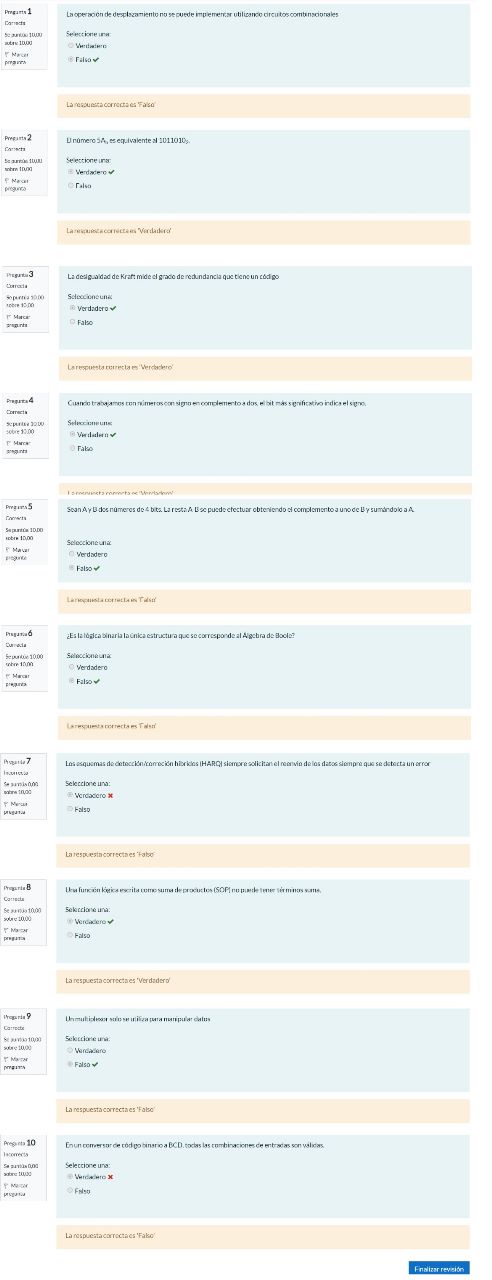 Pregunta 1
Correcta
Se puntúa 10,00
sobre 10,00
Marcar
pregunta
La operación de desplazamiento no se puede implementar utilizando circuitos combinacionales
Seleccione una:
Verdadero
Falso
La respuesta correcta es 'Falso'
Pregunta 2
Correcta
Se puntúa 10,00
sobre 10,00
Marcar
pregunta
El número 5A₁₆ es equivalente al 1011010₂.
Seleccione una:
Verdadero
Falso
La respuesta correcta es 'Verdadero'
Pregunta 3
Correcta
Se puntúa 10,00
sobre 10,00
Marcar
pregunta
La desigualdad de Kraft mide el grado de redundancia que tiene un código
Seleccione una:
Verdadero
Falso
La respuesta correcta es 'Verdadero'
Pregunta 4
Correcta
Se puntúa 10,00
sobre 10,00
Marcar
pregunta
Cuando trabajamos con números con signo en complemento a dos, el bit más significativo indica el signo.
Seleccione una:
Verdadero
Falso
La respuesta correcta es 'Verdadero'
Pregunta 5
Correcta
Se puntúa 10,00
sobre 10,00
Marcar
pregunta
Sean A y B dos números de 4 bits. La resta A-B se puede efectuar obteniendo el complemento a uno de B y sumándolo a A.
Seleccione una:
Verdadero
Falso
La respuesta correcta es 'Falso'
Pregunta 6
Correcta
Se puntúa 10,00
sobre 10,00
Marcar
pregunta
¿Es la lógica binaria la única estructura que se corresponde al Álgebra de Boole?
Seleccione una:
Verdadero
Falso
La respuesta correcta es 'Falso'
Pregunta 7
Incorrecta
Se puntúa 0,00
sobre 10,00
Marcar
pregunta
Los esquemas de detección/correción híbridos (HARQ) siempre solicitan el reenvio de los datos siempre que se detecta un error
Seleccione una:
Verdadero
Falso
La respuesta correcta es 'Falso'
Pregunta 8
Correcta
Se puntúa 10,00
sobre 10,00
Marcar
pregunta
Una función lógica escrita como suma de productos (SOP) no puede tener términos suma.
Seleccione una:
Verdadero
Falso
La respuesta correcta es 'Verdadero'
Pregunta 9
Correcta
Se puntúa 10,00
sobre 10,00
Marcar
pregunta
Un multiplexor solo se utiliza para manipular datos
Seleccione una:
Verdadero
Falso
La respuesta correcta es 'Falso'
Pregunta 10
Incorrecta
Se puntúa 0,00
sobre 10,00
Marcar
pregunta
En un conversor de código binario a BCD, todas las combinaciones de entradas son válidas.
Seleccione una:
Verdadero
Falso
La respuesta correcta es 'Falso'
Finalizar revisión